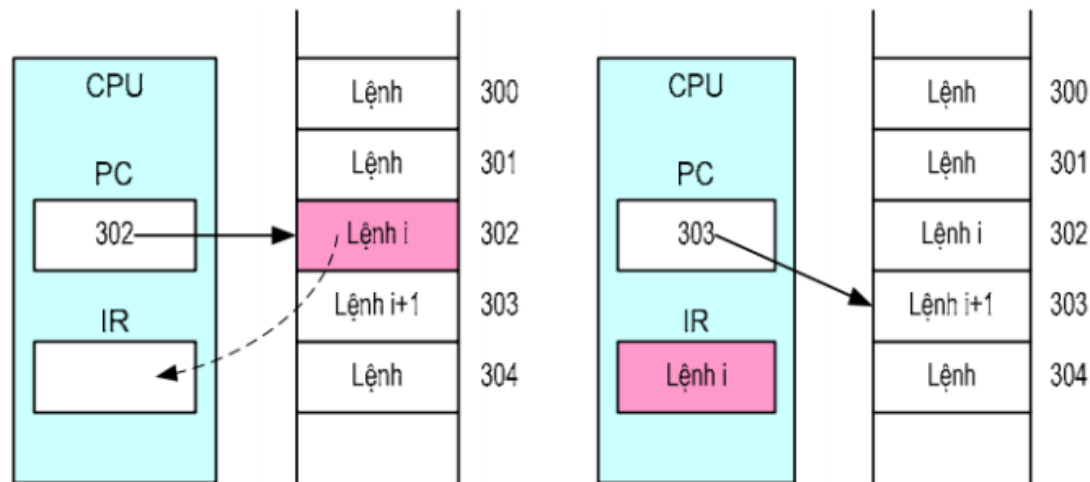 CPU
PC
302
IR
Lệnh 300
Lệnh 301
Lệnh i 302
Lệnh i+1 303
Lệnh 304
CPU
PC
303
IR
Lệnh i
Lệnh 300
Lệnh 301
Lệnh i 302
Lệnh i+1 303
Lệnh 304